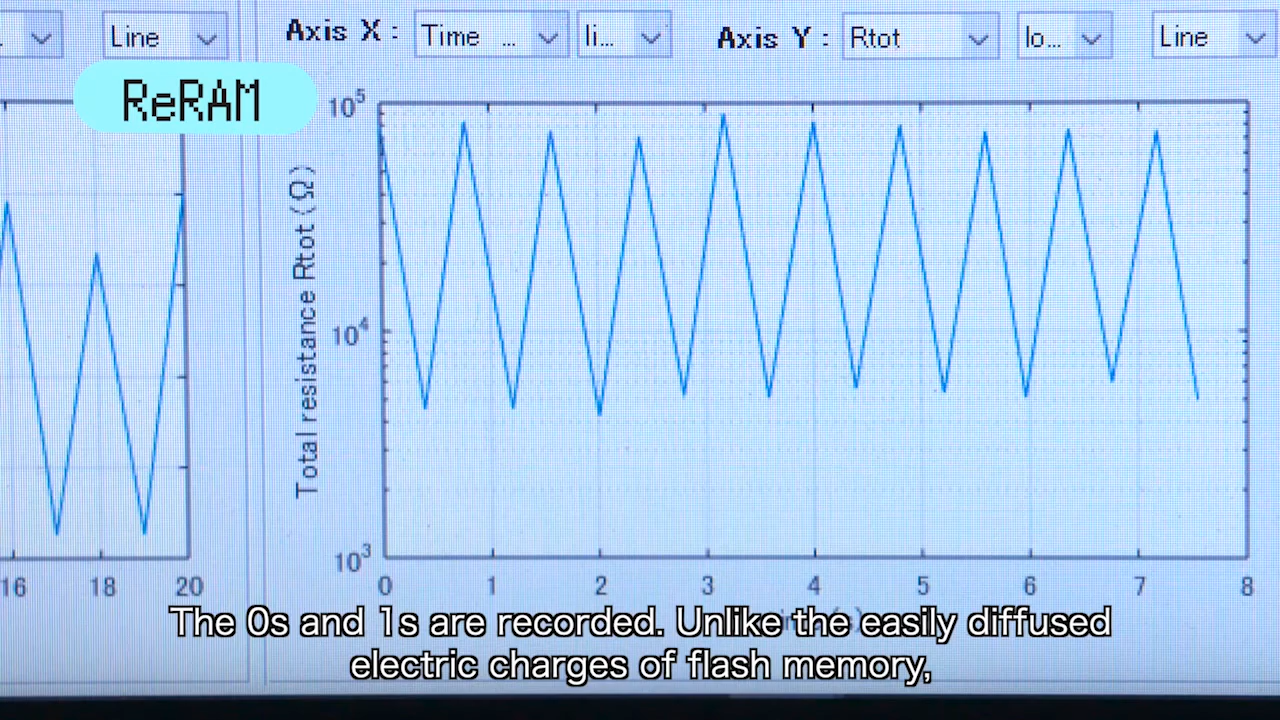 Line
Axis X :
Time ...
li...
Axis Y :
Rtot
lo...
Line
ReRAM
10⁵
10⁴
10³
Total resistance Rtot(Ω)
16 18 20
0 1 2 3 4 5 6 7 8
The 0s and 1s are recorded. Unlike the easily diffused
electric charges of flash memory,